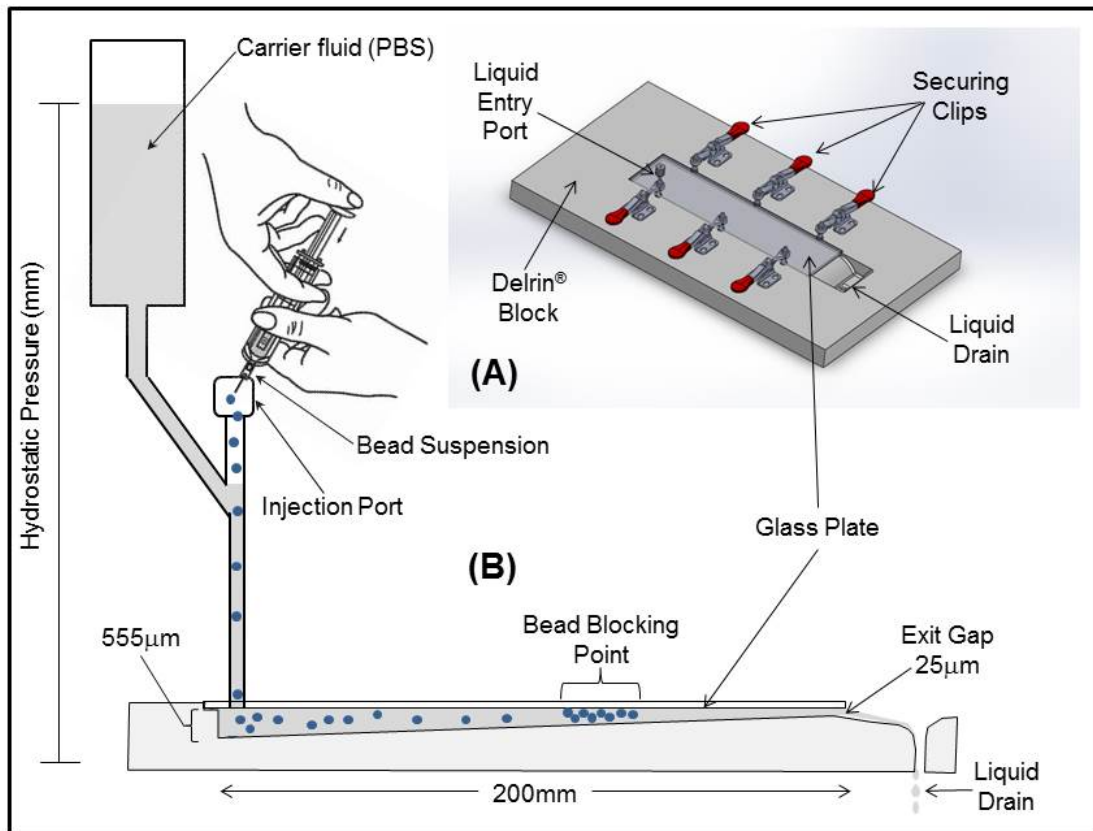 Carrier fluid (PBS)
Hydrostatic Pressure (mm)
Liquid
Entry
Port
Securing
Clips
Delrin®
Block
(A)
Liquid
Drain
Bead Suspension
Injection Port
Glass Plate
(B)
555μm
Bead Blocking
Point
Exit Gap
25μm
200mm
Liquid
Drain